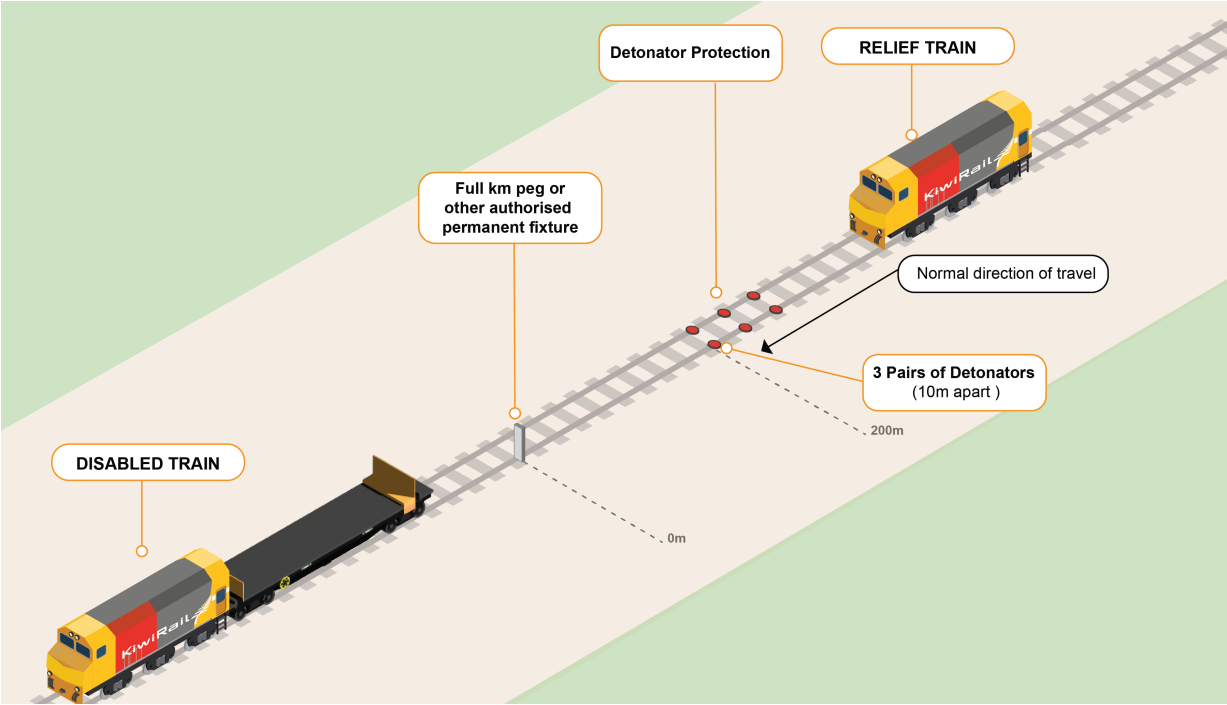 Detonator Protection
RELIEF TRAIN
KiwiRail
Full km peg or
other authorised
permanent fixture
Normal direction of travel
3 Pairs of Detonators
(10m apart )
200m
DISABLED TRAIN
0m
KiwiRail